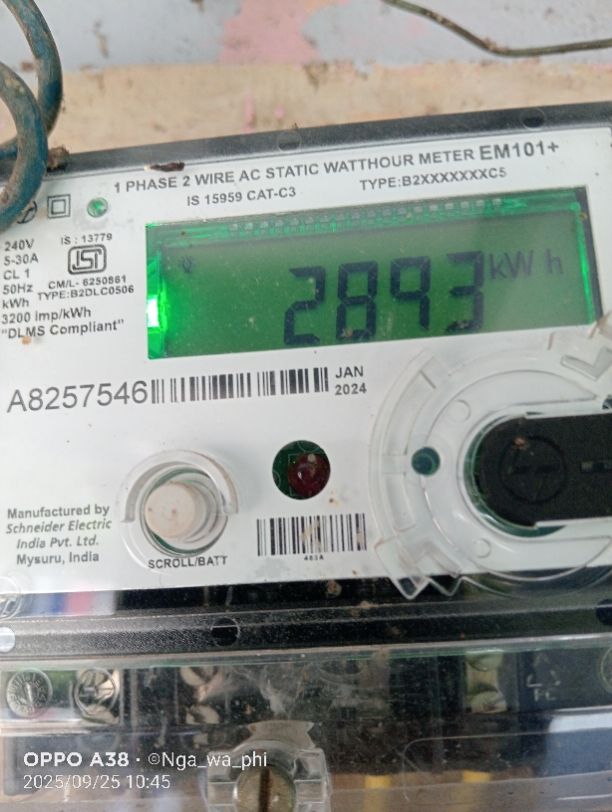 1 PHASE 2 WIRE AC STATIC WATTHOUR METER EM101+
IS 15959 CAT-C3
TYPE:B2XXXXXXXC5
240V
5-30A
CL 1
50Hz
kWh
3200 imp/kWh
"DLMS Compliant"
IS : 13779
ISI
CM/L- 8250861
TYPE:B2DLC0506
2893 kWh
A8257546
JAN
2024
Manufactured by
Schneider Electric
India Pvt. Ltd.
Mysuru, India
SCROLL/BATT
OPPO A38 · ©Nga_wa_phi
2025/09/25 10:45